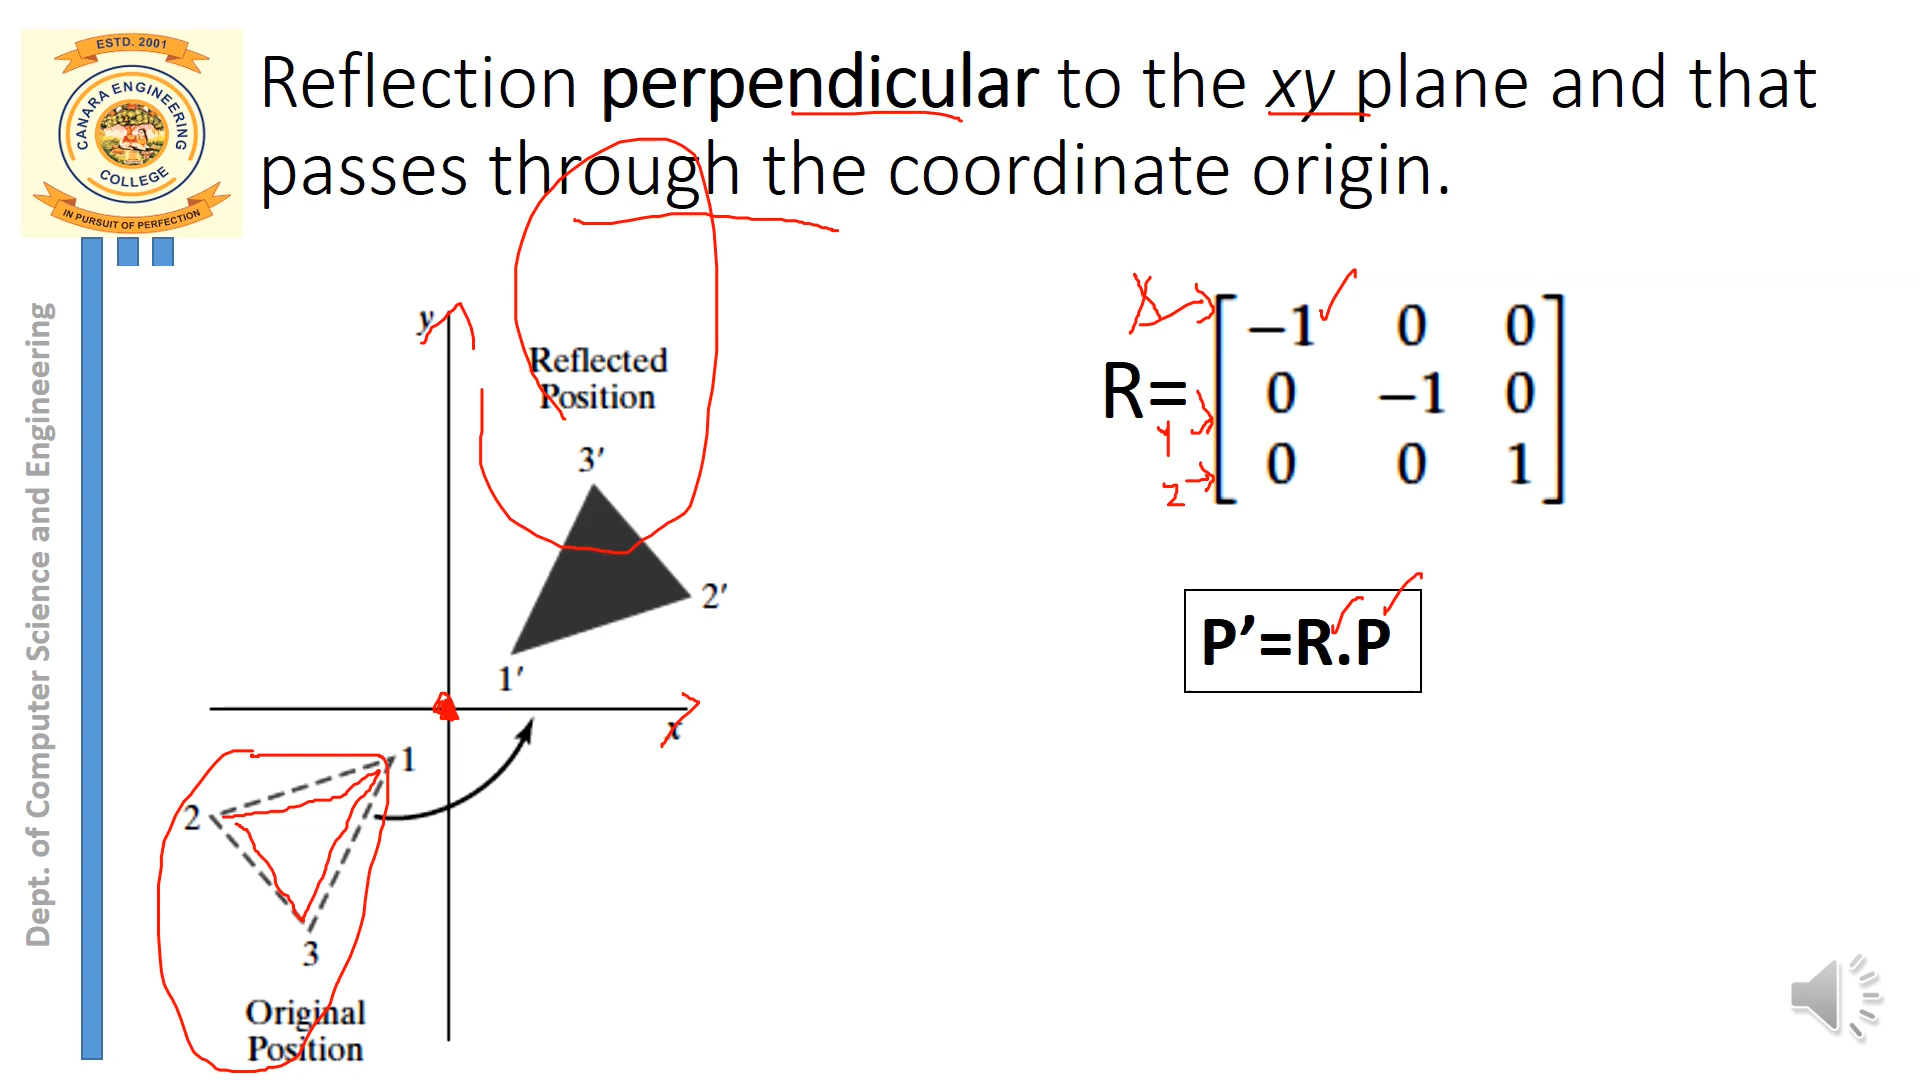 ESTD. 2001
CANARA ENGINEERING
COLLEGE
IN PURSUIT OF PERFECTION
Reflection perpendicular to the xy plane and that
passes through the coordinate origin.
Dept. of Computer Science and Engineering
y
Reflected
Position
3′
2′
1′
x
1
2
3
Original
Position
X
R=
Y
Z
−1 0 0
0 −1 0
0 0 1
P’=R.P